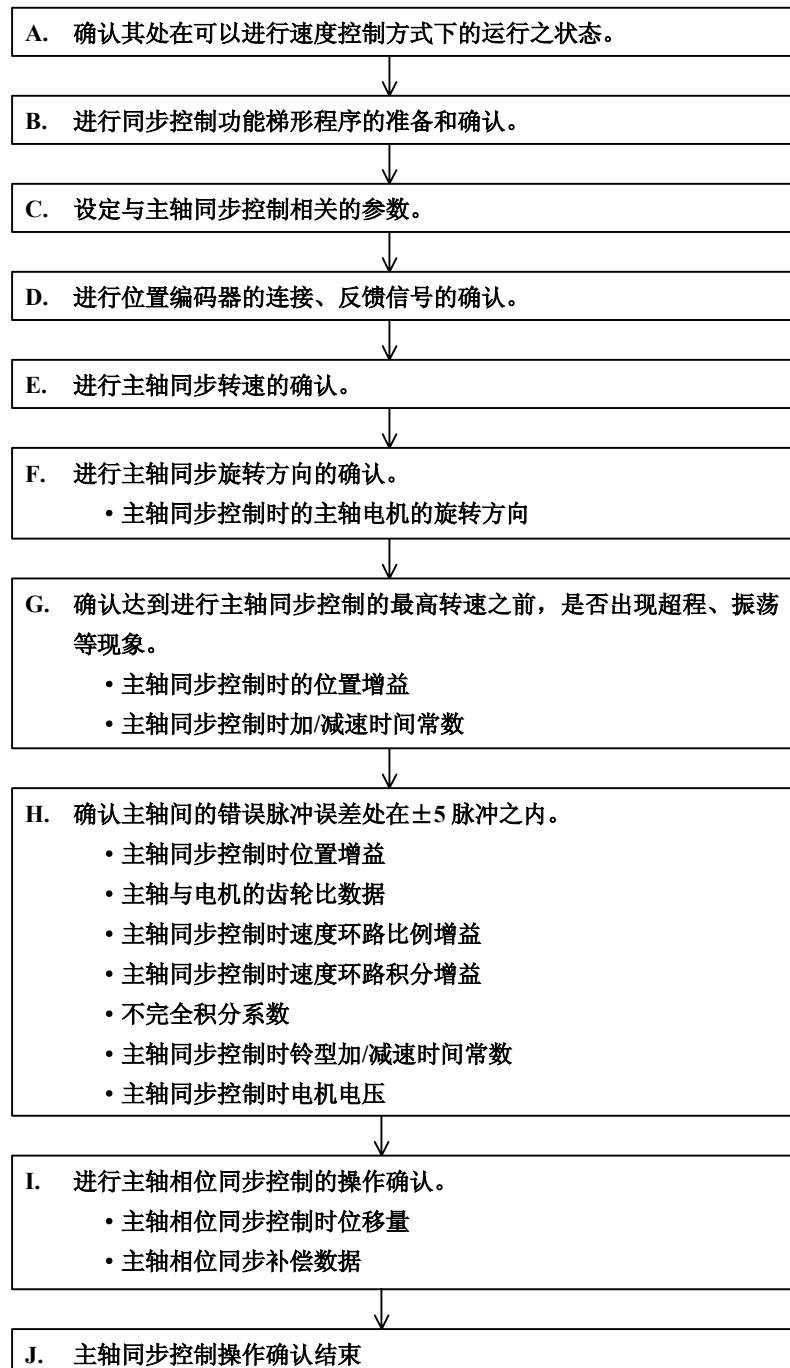 A. 确认其处在可以进行速度控制方式下的运行之状态。
B. 进行同步控制功能梯形程序的准备和确认。
C. 设定与主轴同步控制相关的参数。
D. 进行位置编码器的连接、反馈信号的确认。
E. 进行主轴同步转速的确认。
F. 进行主轴同步旋转方向的确认。
・主轴同步控制时的主轴电机的旋转方向
G. 确认达到进行主轴同步控制的最高转速之前，是否出现超程、振荡
等现象。
・主轴同步控制时的位置增益
・主轴同步控制时加/减速时间常数
H. 确认主轴间的错误脉冲误差处在±5 脉冲之内。
・主轴同步控制时位置增益
・主轴与电机的齿轮比数据
・主轴同步控制时速度环路比例增益
・主轴同步控制时速度环路积分增益
・不完全积分系数
・主轴同步控制时铃型加/减速时间常数
・主轴同步控制时电机电压
I. 进行主轴相位同步控制的操作确认。
・主轴相位同步控制时位移量
・主轴相位同步补偿数据
J. 主轴同步控制操作确认结束